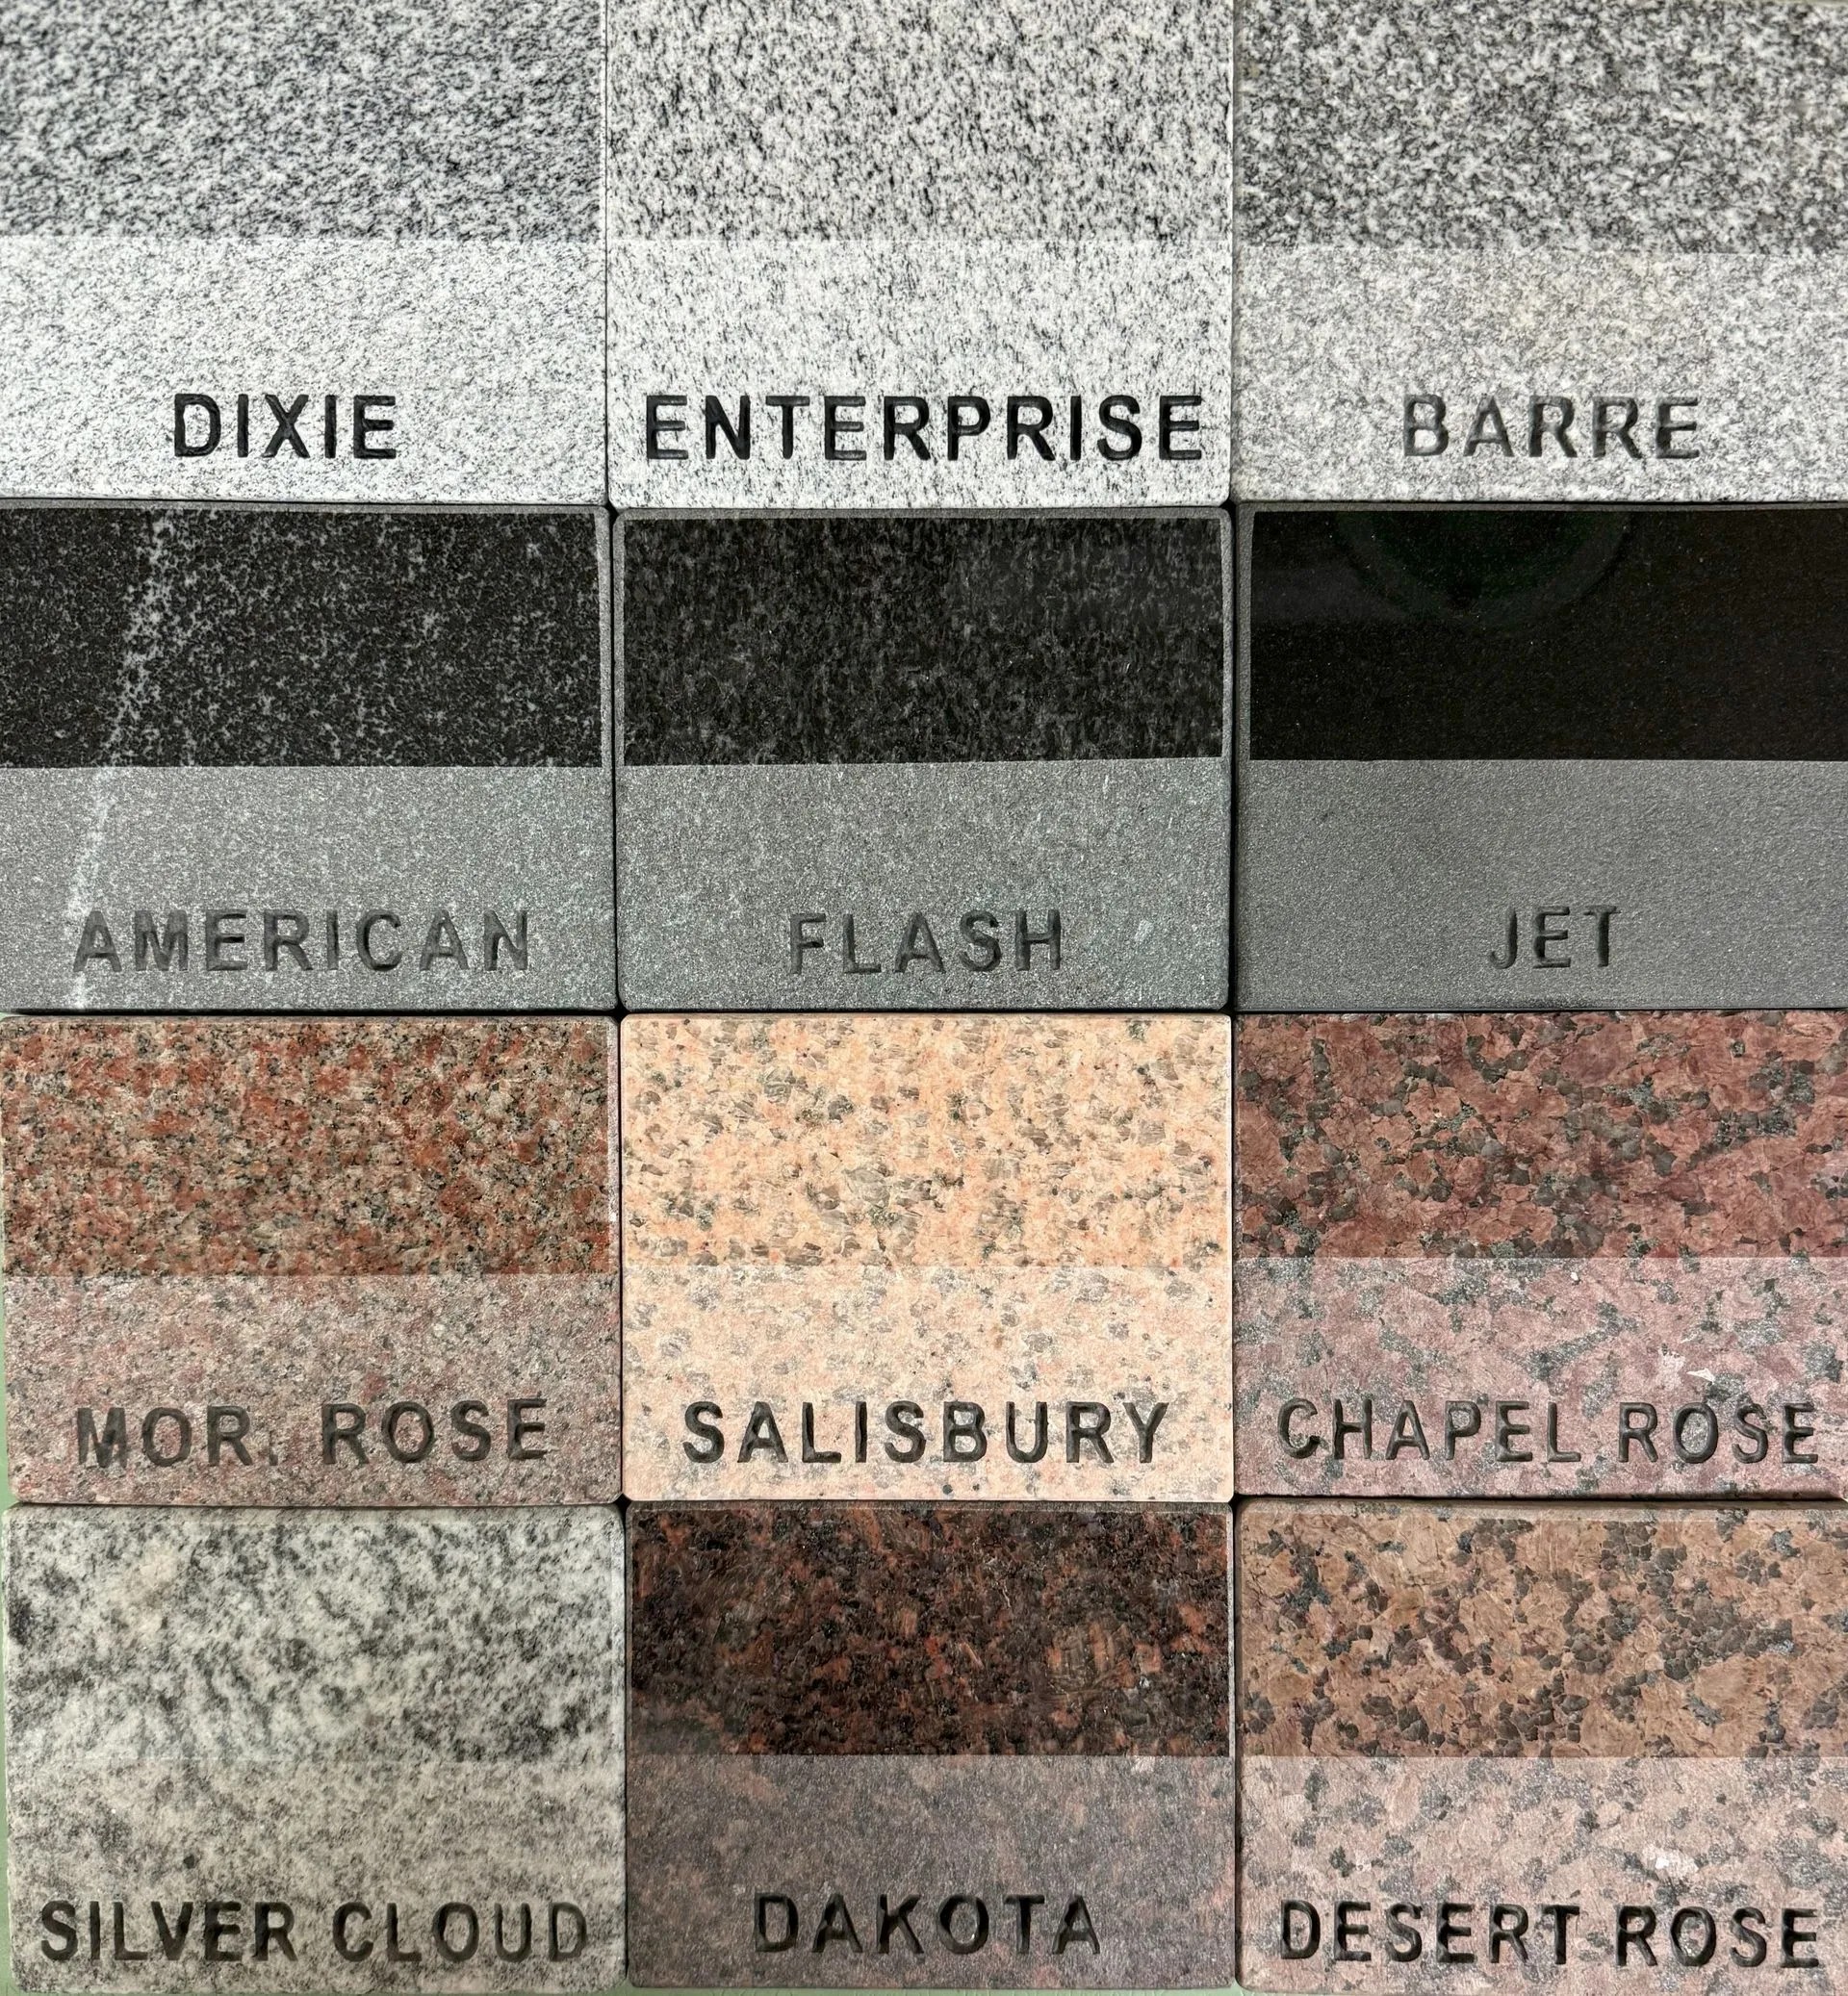 DIXIE
ENTERPRISE
BARRE
AMERICAN
FLASH
JET
MOR. ROSE
SALISBURY
CHAPEL ROSE
SILVER CLOUD
DAKOTA
DESERT ROSE